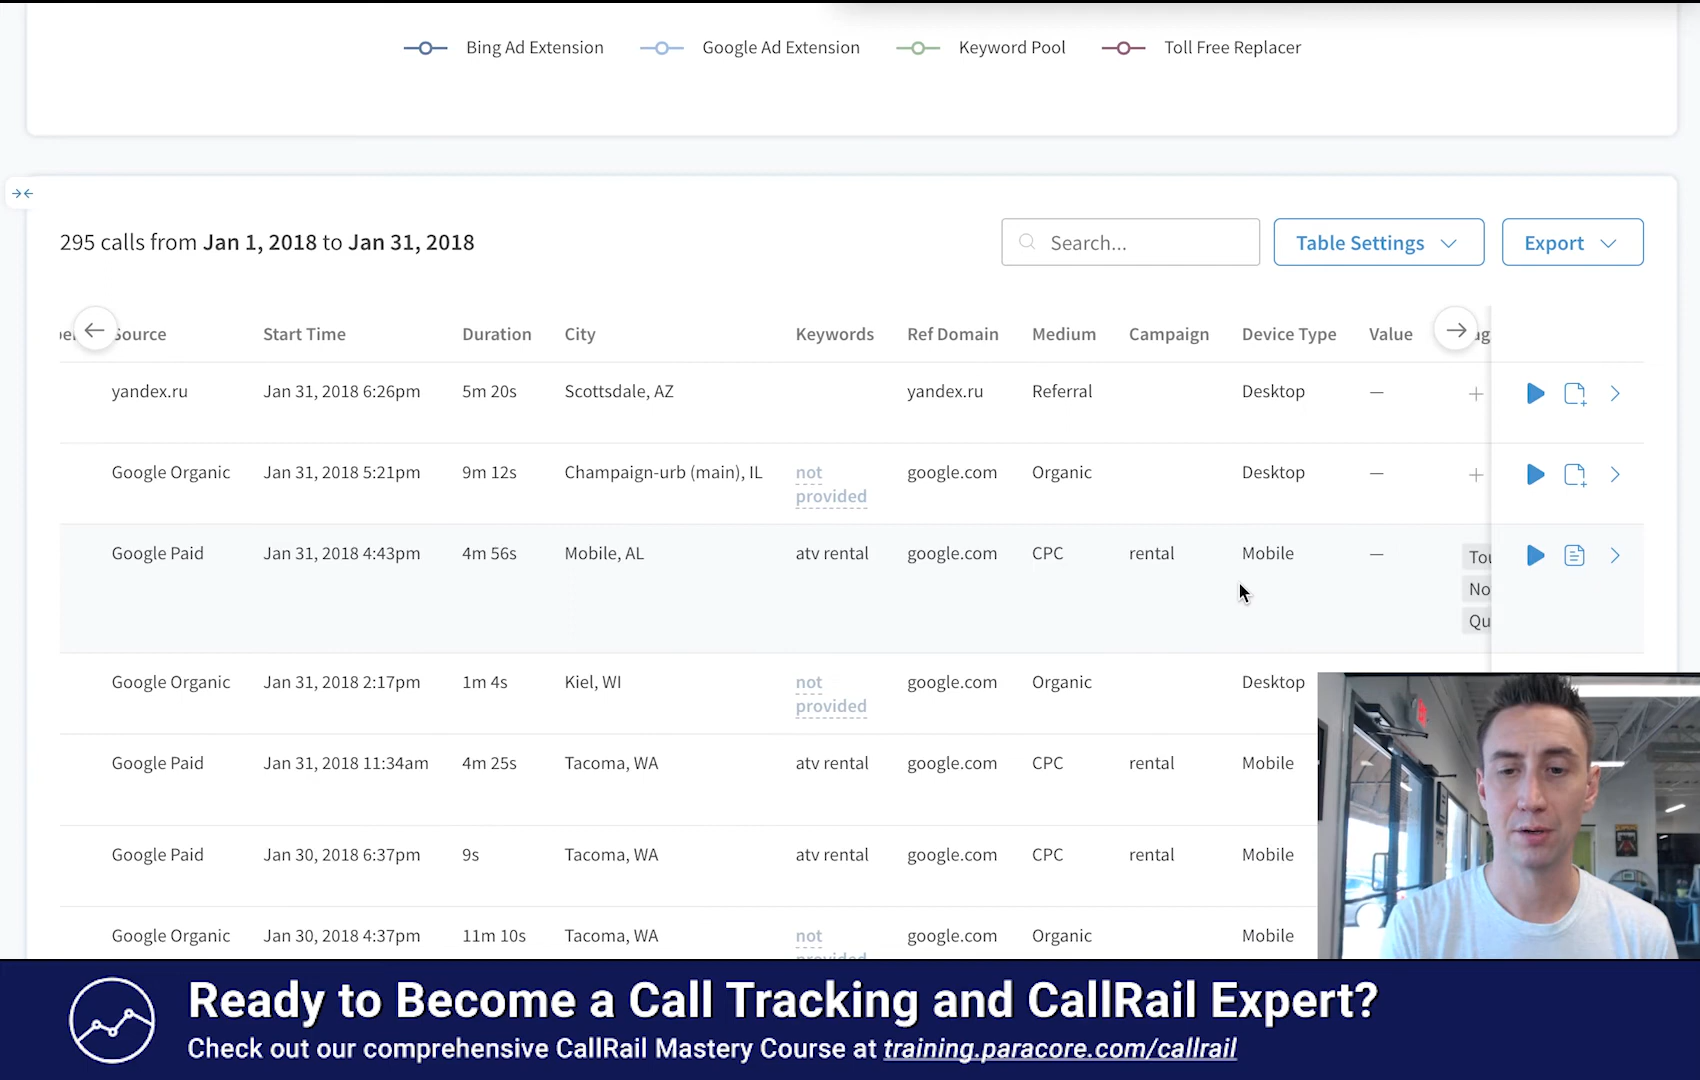 Bing Ad Extension Google Ad Extension Keyword Pool Toll Free Replacer
295 calls from Jan 1, 2018 to Jan 31, 2018
Search...
Table Settings
Export
Source Start Time Duration City Keywords Ref Domain Medium Campaign Device Type Value
yandex.ru Jan 31, 2018 6:26pm 5m 20s Scottsdale, AZ yandex.ru Referral Desktop —
Google Organic Jan 31, 2018 5:21pm 9m 12s Champaign-urb (main), IL not google.com Organic Desktop —
provided
Google Paid Jan 31, 2018 4:43pm 4m 56s Mobile, AL atv rental google.com CPC rental Mobile — Tou
No
Qu
Google Organic Jan 31, 2018 2:17pm 1m 4s Kiel, WI not google.com Organic Desktop
provided
Google Paid Jan 31, 2018 11:34am 4m 25s Tacoma, WA atv rental google.com CPC rental Mobile
Google Paid Jan 30, 2018 6:37pm 9s Tacoma, WA atv rental google.com CPC rental Mobile
Google Organic Jan 30, 2018 4:37pm 11m 10s Tacoma, WA not google.com Organic Mobile
Ready to Become a Call Tracking and CallRail Expert?
Check out our comprehensive CallRail Mastery Course at training.paracore.com/callrail